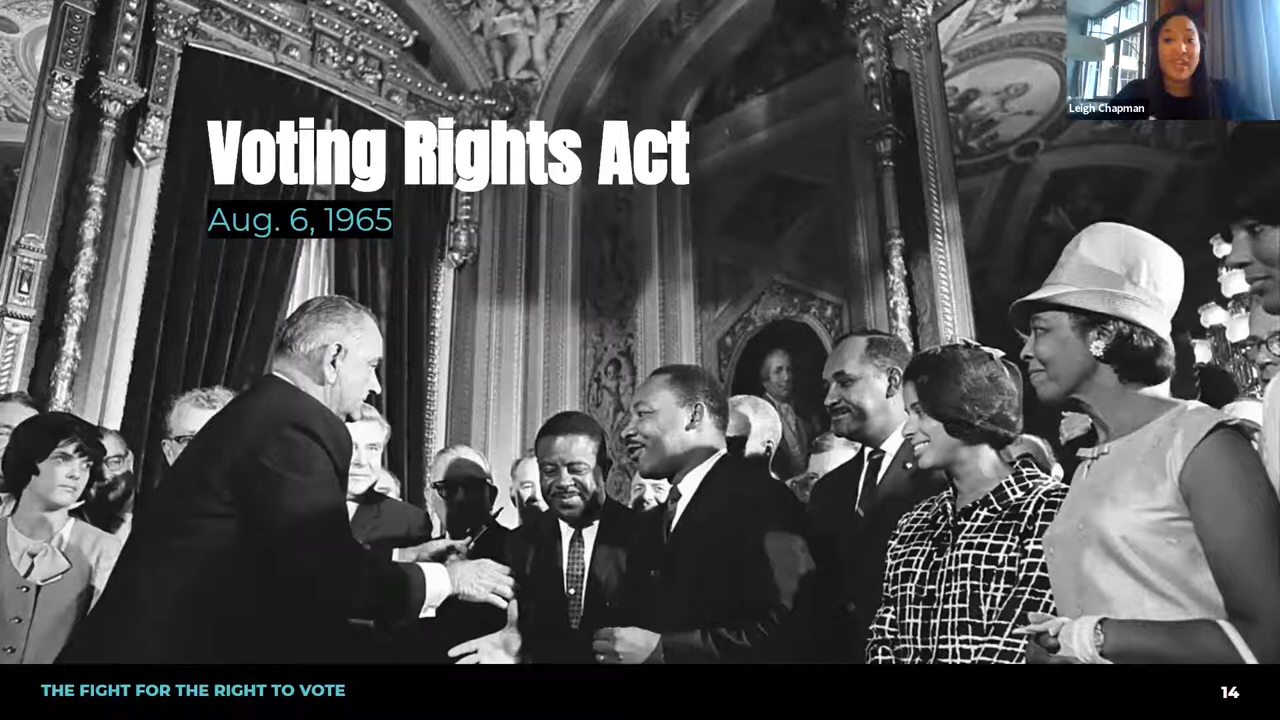 Leigh Chapman
Voting Rights Act
Aug. 6, 1965
THE FIGHT FOR THE RIGHT TO VOTE
14